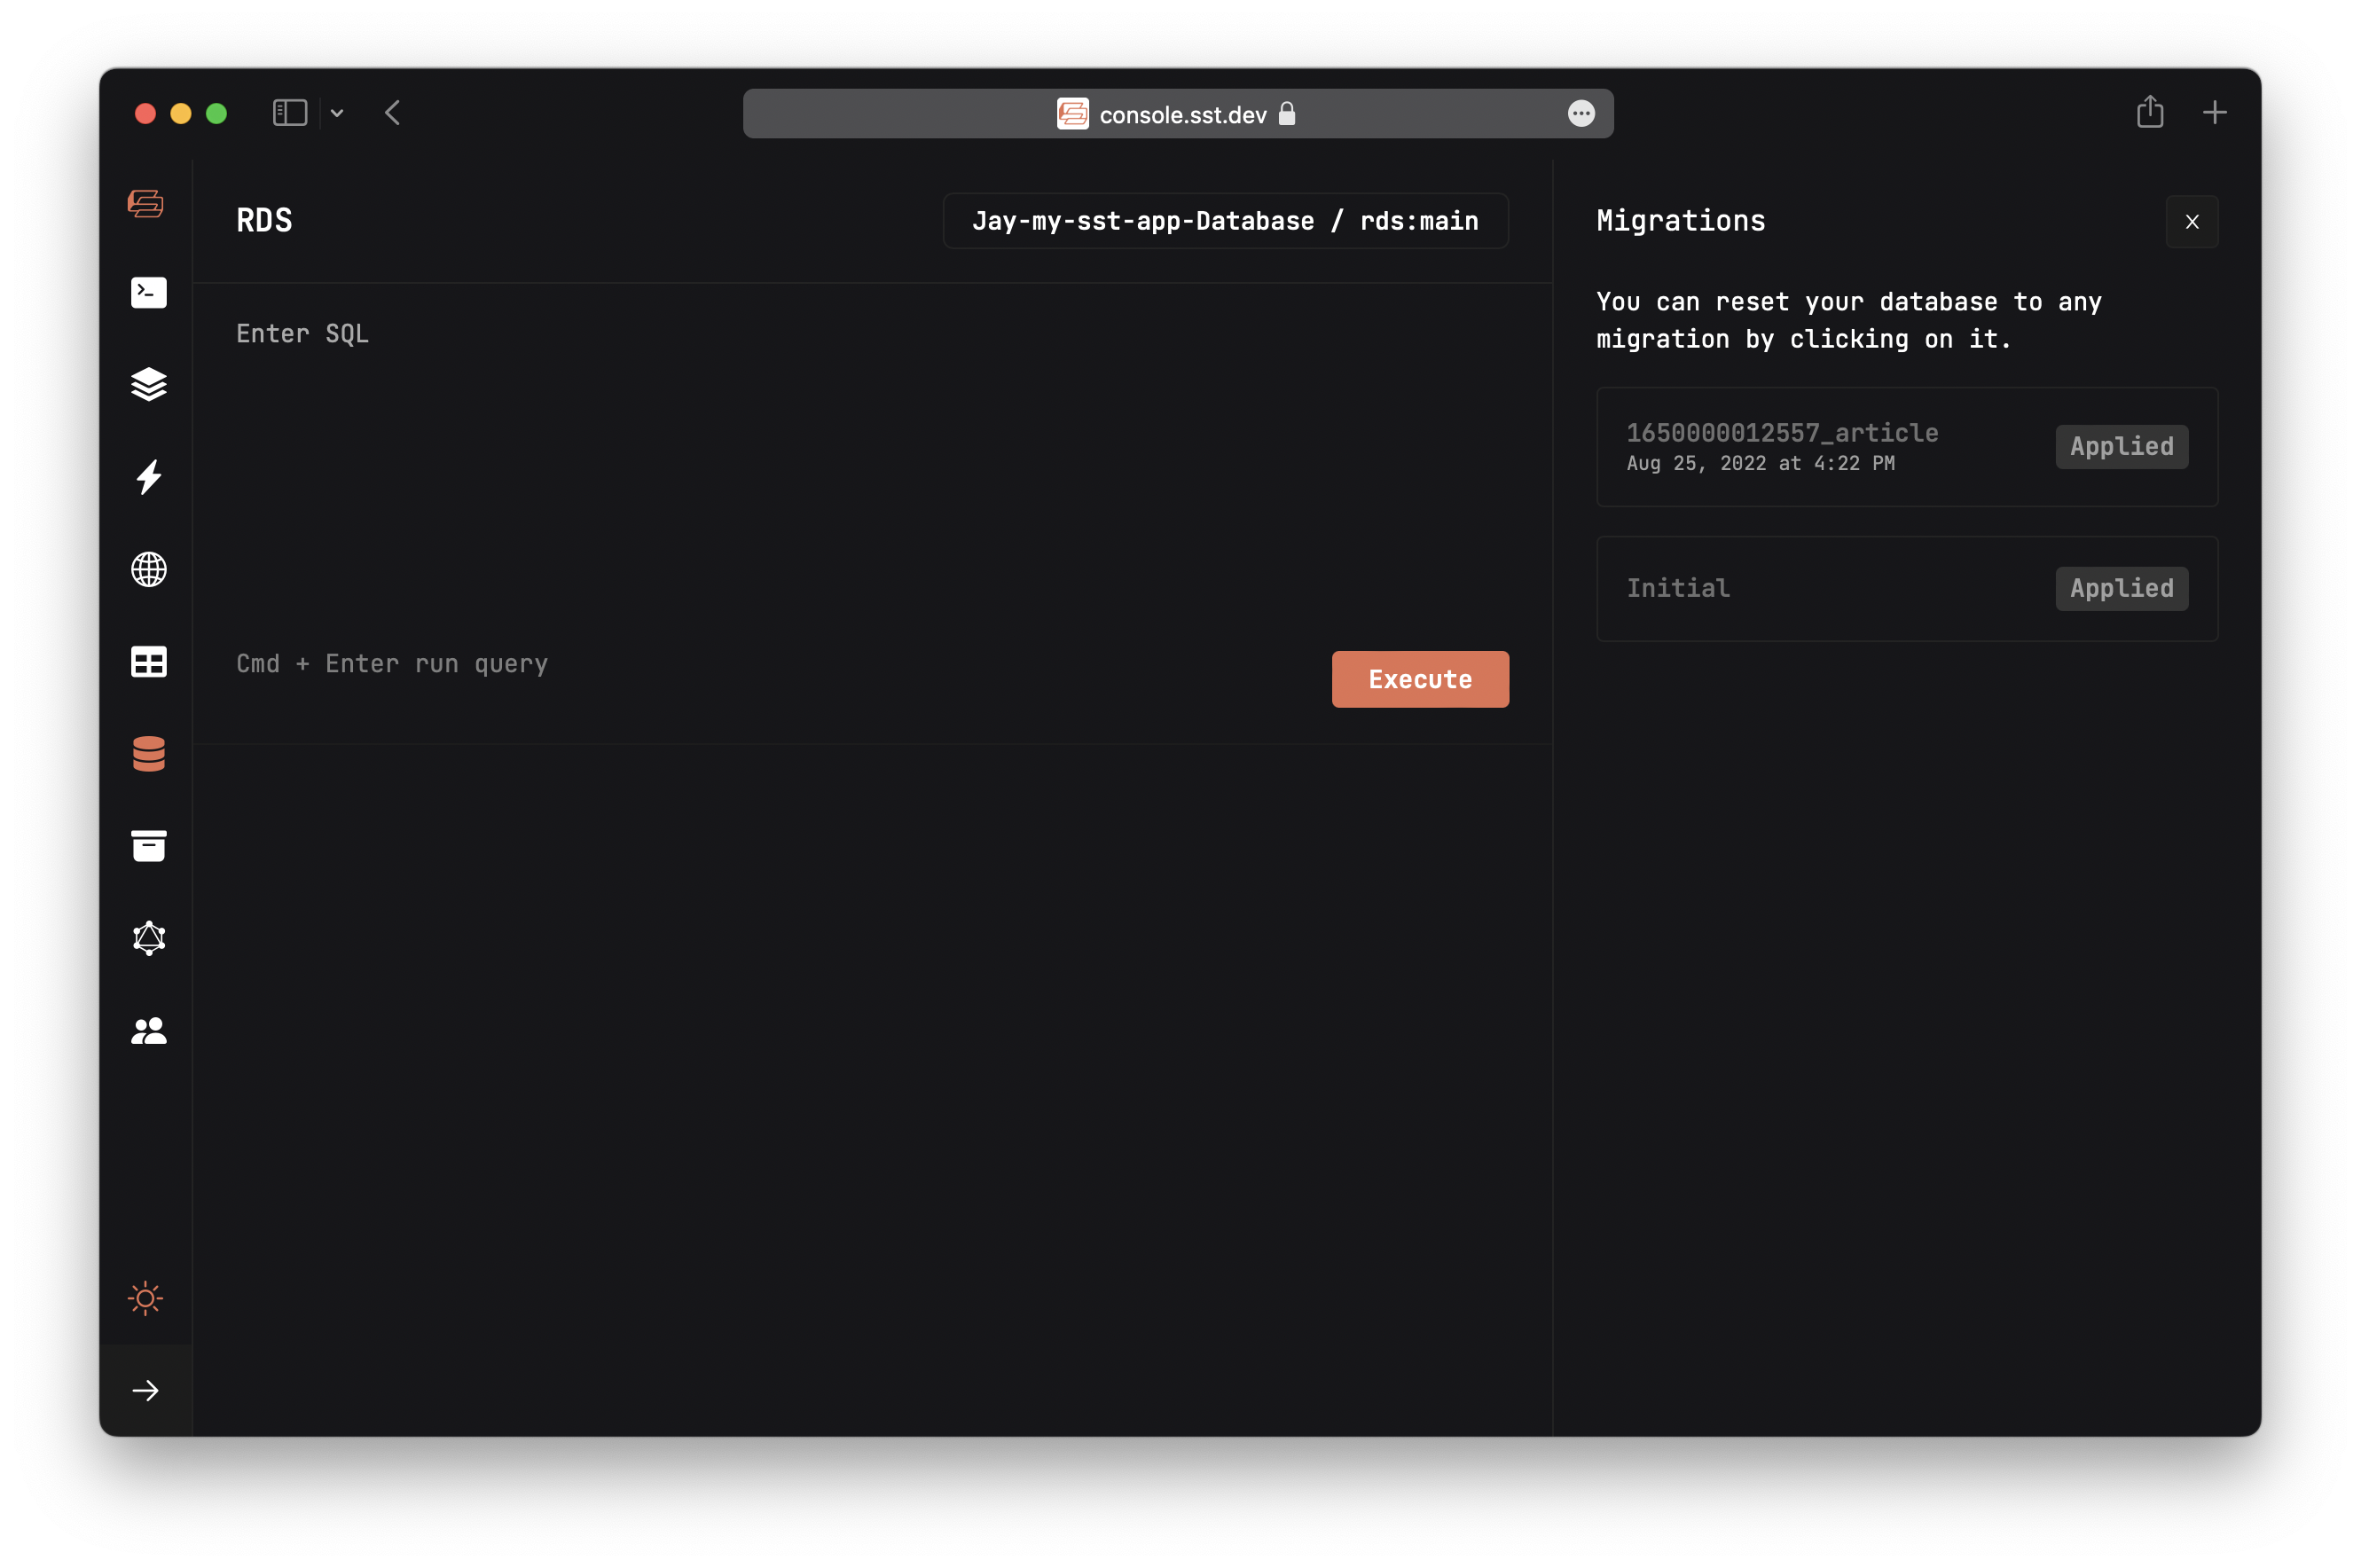 console.sst.dev
RDS
Jay-my-sst-app-Database / rds:main
Enter SQL
Cmd + Enter run query
Execute
Migrations
X
You can reset your database to any
migration by clicking on it.
1650000012557_article
Aug 25, 2022 at 4:22 PM
Applied
Initial
Applied